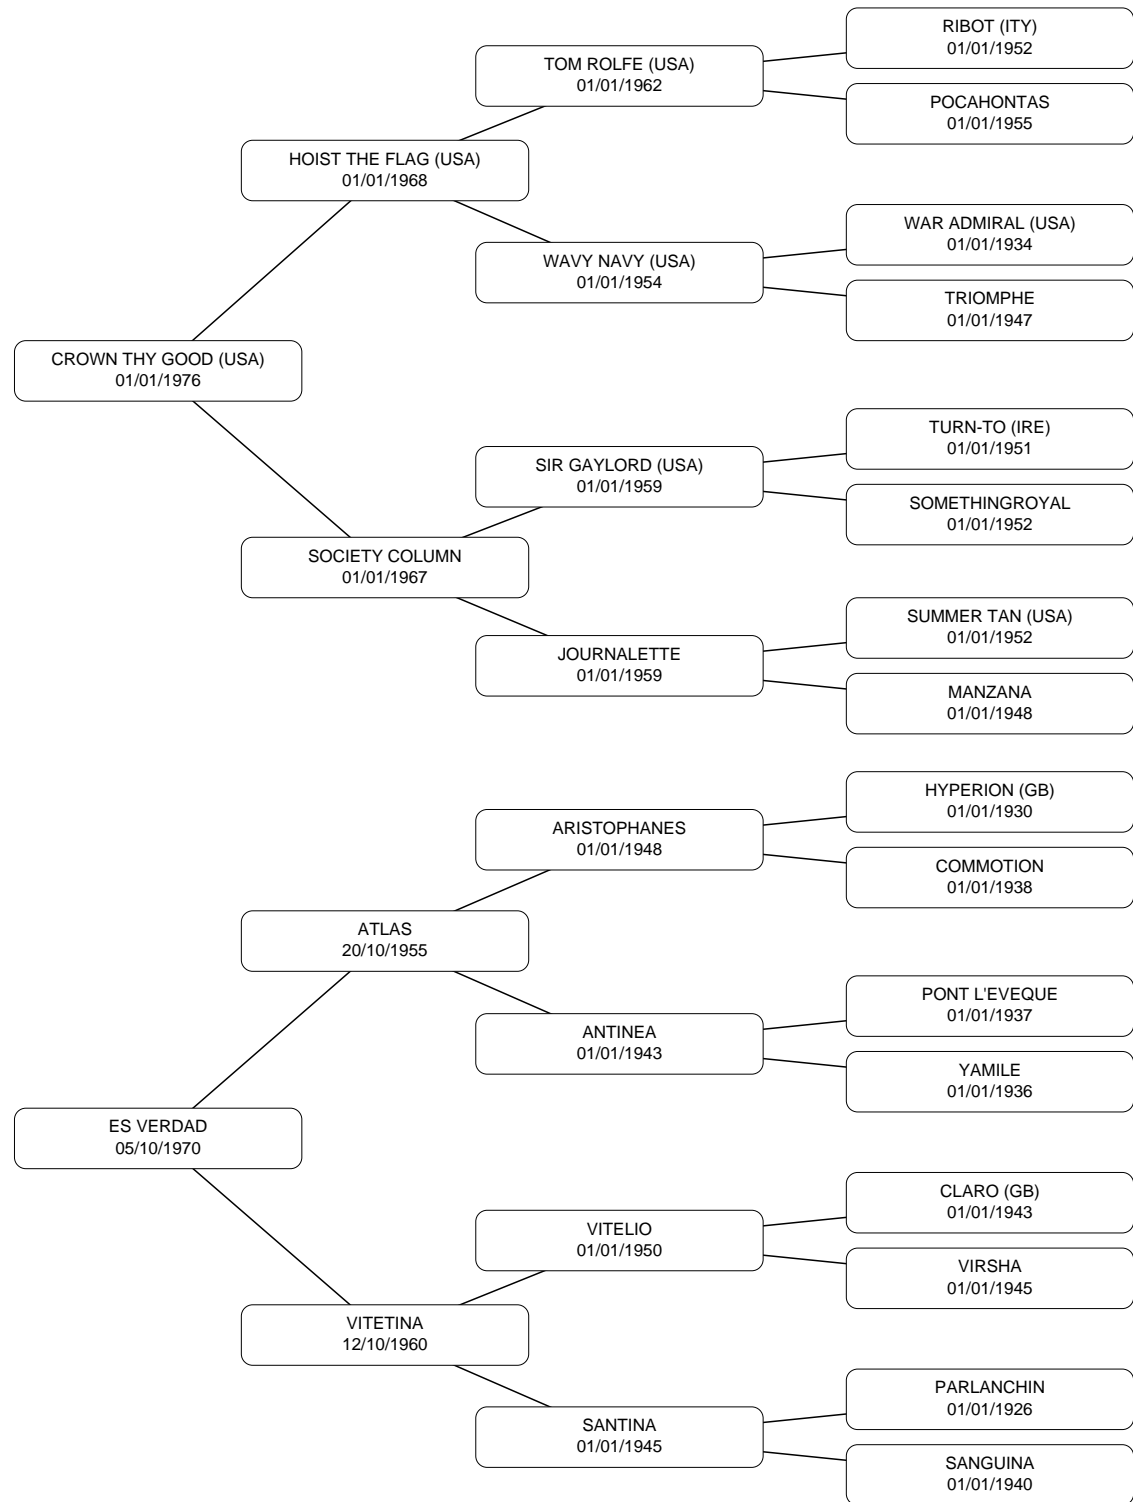 RIBOT (ITY)
01/01/1952
TOM ROLFE (USA)
01/01/1962
POCAHONTAS
01/01/1955
HOIST THE FLAG (USA)
01/01/1968
WAR ADMIRAL (USA)
01/01/1934
WAVY NAVY (USA)
01/01/1954
TRIOMPHE
01/01/1947
CROWN THY GOOD (USA)
01/01/1976
TURN-TO (IRE)
01/01/1951
SIR GAYLORD (USA)
01/01/1959
SOMETHINGROYAL
01/01/1952
SOCIETY COLUMN
01/01/1967
SUMMER TAN (USA)
01/01/1952
JOURNALETTE
01/01/1959
MANZANA
01/01/1948
HYPERION (GB)
01/01/1930
ARISTOPHANES
01/01/1948
COMMOTION
01/01/1938
ATLAS
20/10/1955
PONT L'EVEQUE
01/01/1937
ANTINEA
01/01/1943
YAMILE
01/01/1936
ES VERDAD
05/10/1970
CLARO (GB)
01/01/1943
VITELIO
01/01/1950
VIRSHA
01/01/1945
VITETINA
12/10/1960
PARLANCHIN
01/01/1926
SANTINA
01/01/1945
SANGUINA
01/01/1940